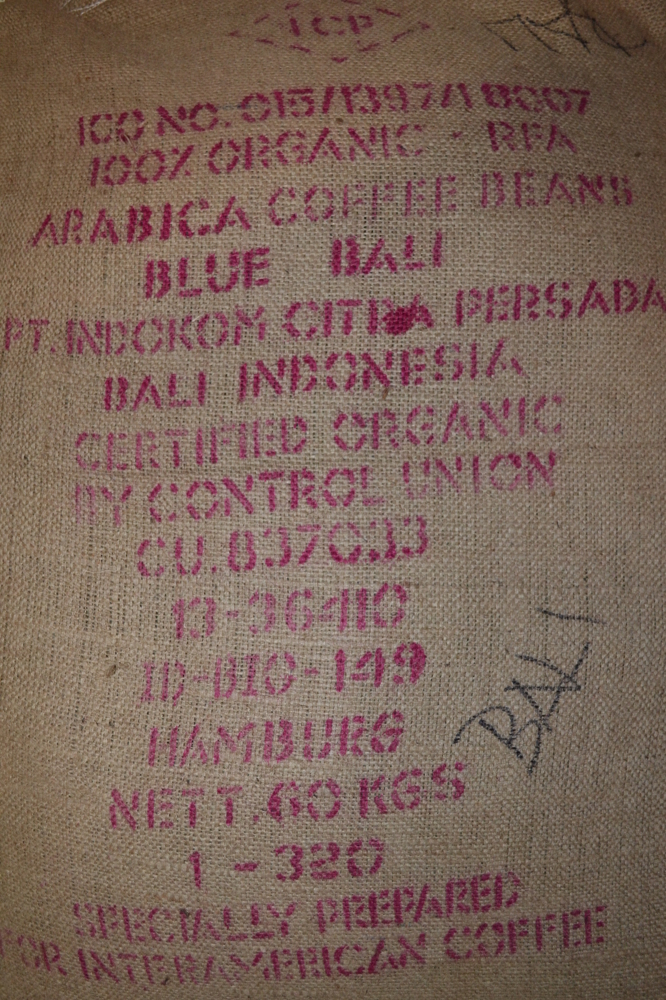 ICP
ICO NO. 015/1397/18007
100% ORGANIC - RFA
ARABICA COFFEE BEANS
BLUE BALI
PT. INDOKOM CITRA PERSADA
BALI INDONESIA
CERTIFIED ORGANIC
BY CONTROL UNION
CU.837033
13-36410
ID-BIO-149
HAMBURG
BALI
NETT.60 KGS
1 - 320
SPECIALLY PREPARED
FOR INTERAMERICAN COFFEE